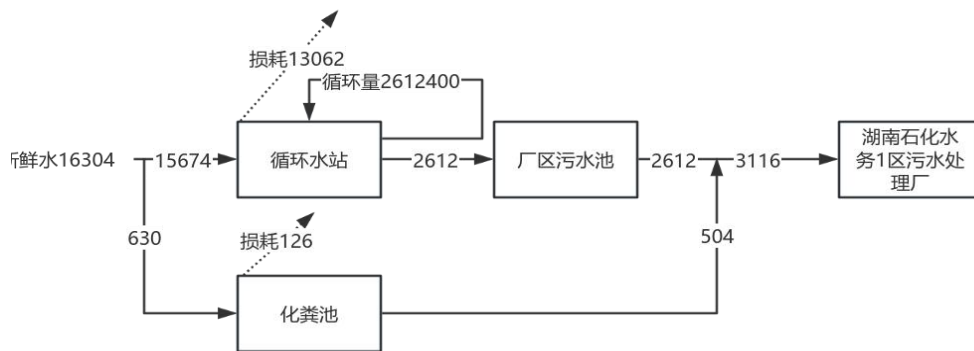 损耗13062
循环量2612400
新鲜水16304
15674
循环水站
2612
厂区污水池
2612
3116
湖南石化水
务1区污水处
理厂
630
损耗126
504
化粪池